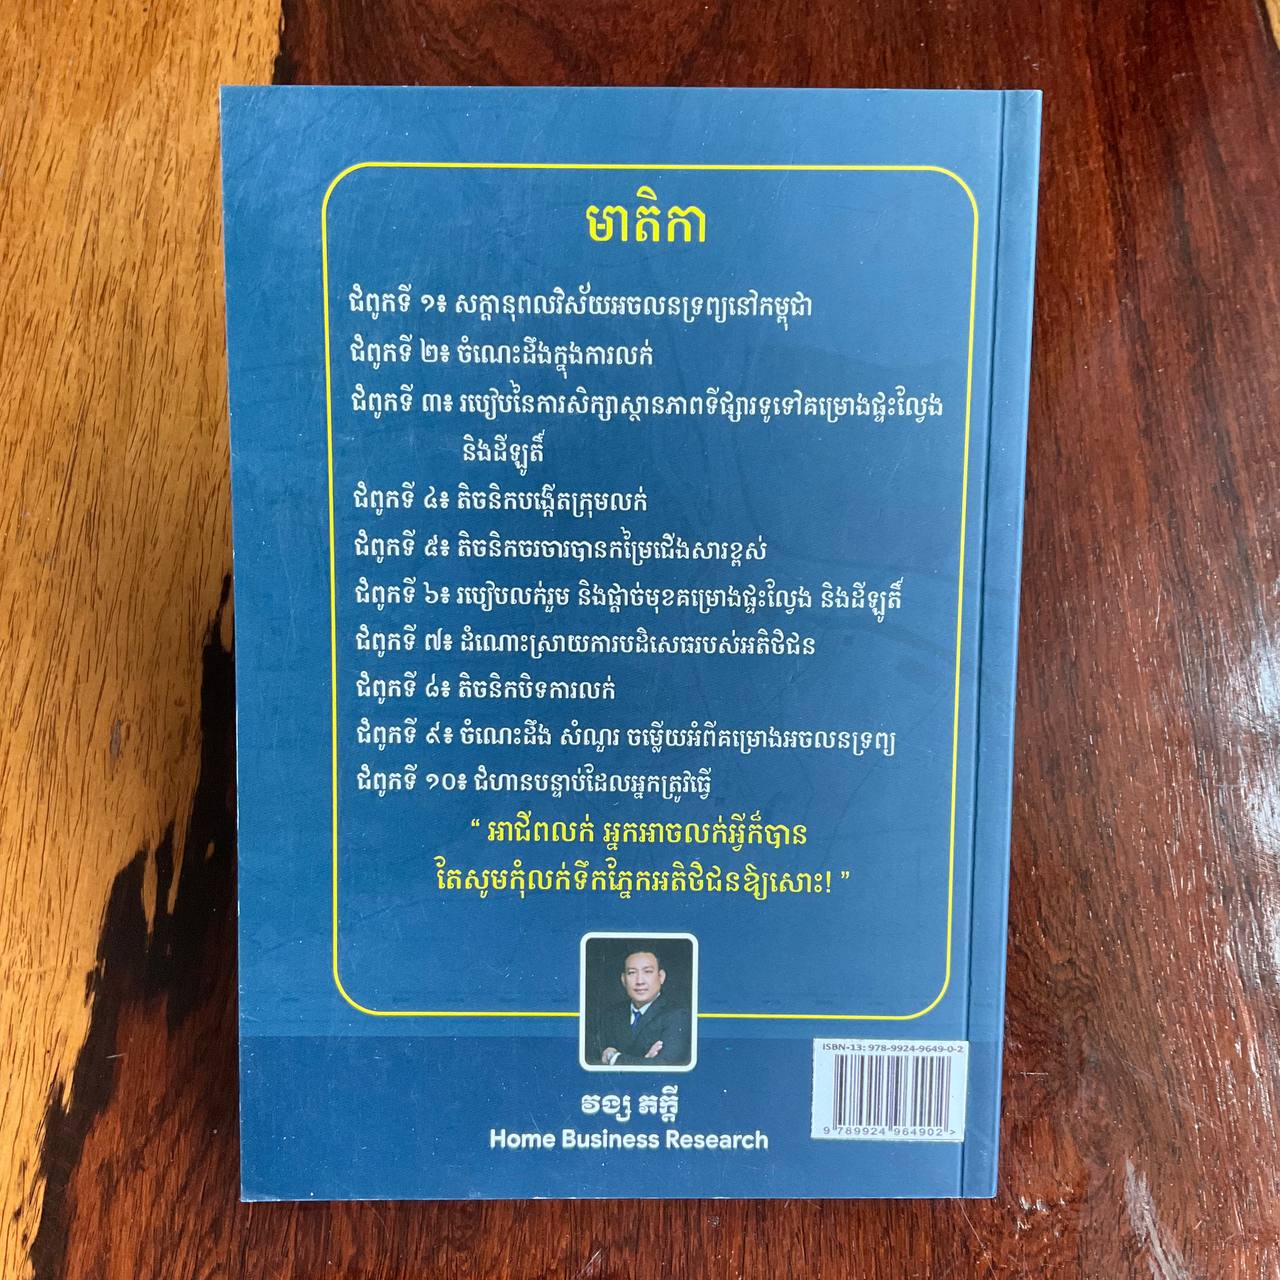 មាតិកា
ជំពូកទី ១៖ សក្តានុពលវិស័យអចលនទ្រព្យនៅកម្ពុជា
ជំពូកទី ២៖ ចំណេះដឹងក្នុងការលក់
ជំពូកទី ៣៖ របៀបនៃការសិក្សាស្ថានភាពទីផ្សារទូទៅគម្រោងផ្ទះល្វែង
និងដីឡូតិ៍
ជំពូកទី ៤៖ តិចនិកបង្កើតក្រុមលក់
ជំពូកទី ៥៖ តិចនិកចរចារបានកម្រៃជើងសារខ្ពស់
ជំពូកទី ៦៖ របៀបលក់រួម និងផ្តាច់មុខគម្រោងផ្ទះល្វែង និងដីឡូតិ៍
ជំពូកទី ៧៖ ដំណោះស្រាយការបដិសេធរបស់អតិថិជន
ជំពូកទី ៨៖ តិចនិកបិទការលក់
ជំពូកទី ៩៖ ចំណេះដឹង សំណួរ ចម្លើយអំពីគម្រោងអចលនទ្រព្យ
ជំពូកទី ១០៖ ជំហានបន្ទាប់ដែលអ្នកត្រូវធ្វើ
“ អាជីពលក់ អ្នកអាចលក់អ្វីក៏បាន
តែសូមកុំលក់ទឹកភ្នែកអតិថិជនឱ្យសោះ! ”
វង្ស ភក្តី
Home Business Research
ISBN-13: 978-9924-9649-0-2
9 789924 964902 >